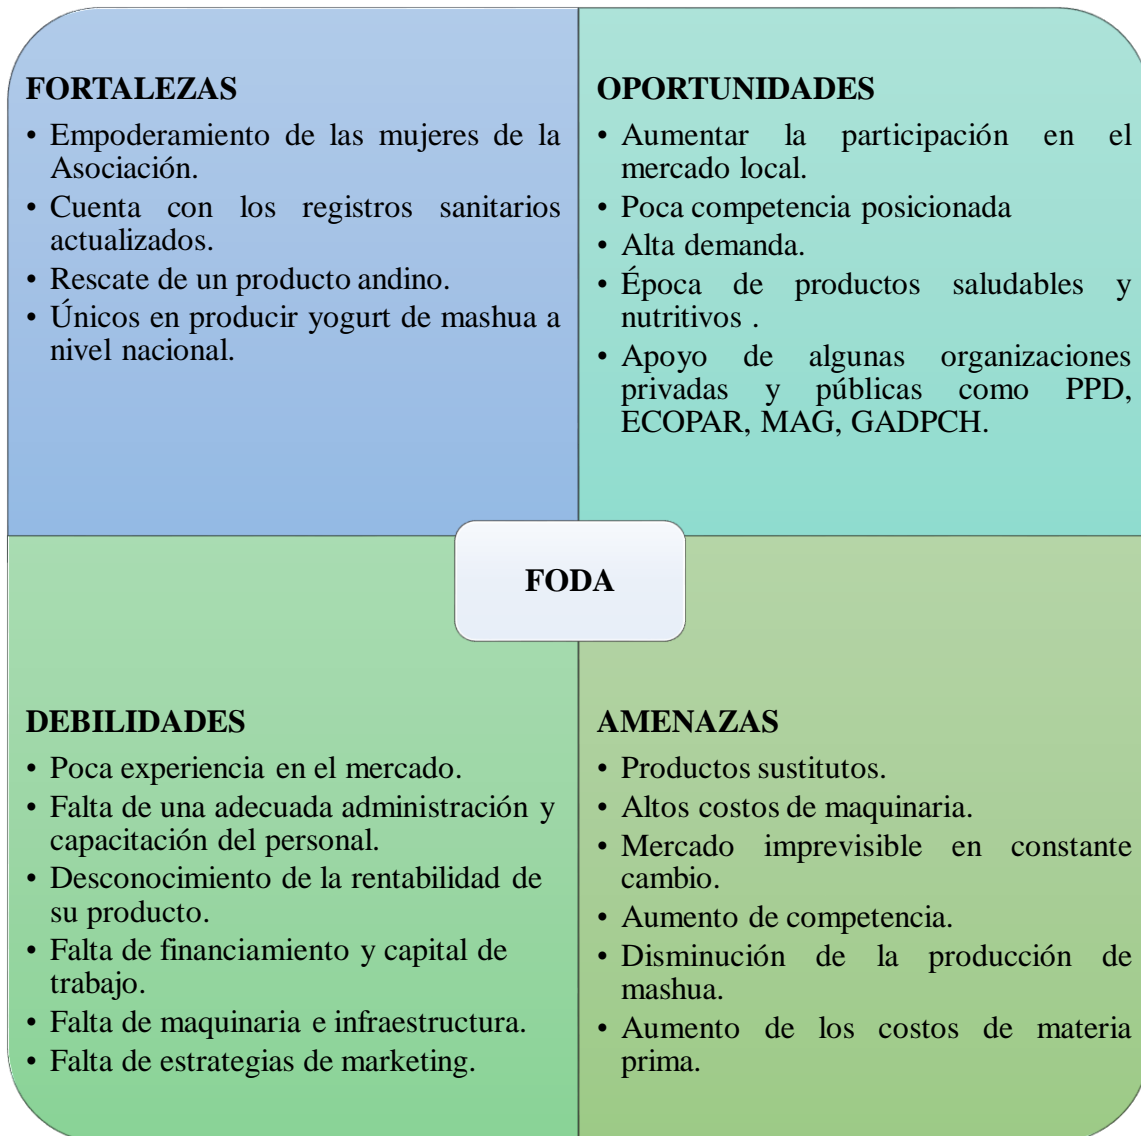 FORTALEZAS
• Empoderamiento de las mujeres de la
Asociación.
• Cuenta con los registros sanitarios
actualizados.
• Rescate de un producto andino.
• Únicos en producir yogurt de mashua a
nivel nacional.
OPORTUNIDADES
• Aumentar la participación en el
mercado local.
• Poca competencia posicionada
• Alta demanda.
• Época de productos saludables y
nutritivos .
• Apoyo de algunas organizaciones
privadas y públicas como PPD,
ECOPAR, MAG, GADPCH.
FODA
DEBILIDADES
• Poca experiencia en el mercado.
• Falta de una adecuada administración y
capacitación del personal.
• Desconocimiento de la rentabilidad de
su producto.
• Falta de financiamiento y capital de
trabajo.
• Falta de maquinaria e infraestructura.
• Falta de estrategias de marketing.
AMENAZAS
• Productos sustitutos.
• Altos costos de maquinaria.
• Mercado imprevisible en constante
cambio.
• Aumento de competencia.
• Disminución de la producción de
mashua.
• Aumento de los costos de materia
prima.